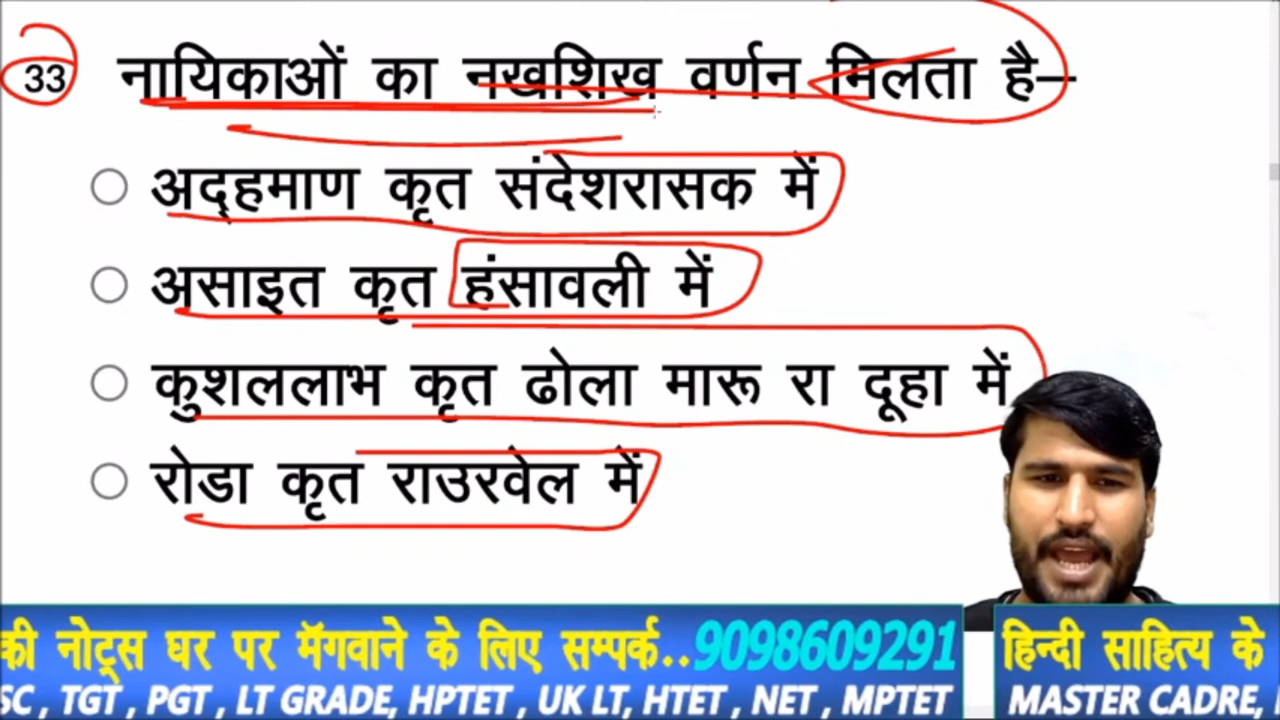 33 नायिकाओं का नखशिख वर्णन मिलता है–
अद्हमाण कृत संदेशरासक में
असाइत कृत हंसावली में
कुशललाभ कृत ढोला मारू रा दूहा में
रोडा कृत राउरवेल में
की नोट्स घर पर मॅगवाने के लिए सम्पर्क..9098609291
SC , TGT , PGT , LT GRADE, HPTET , UK LT, HTET , NET , MPTET
हिन्दी साहित्य के
MASTER CADRE,